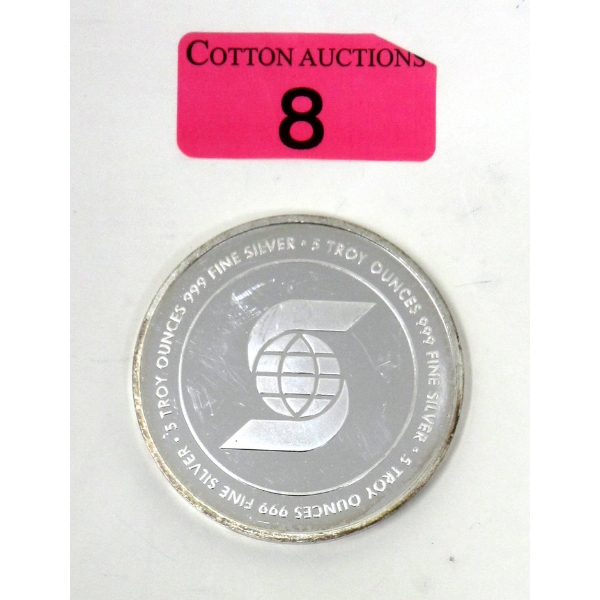 COTTON AUCTIONS
8
5 TROY OUNCES 999 FINE SILVER • 5 TROY OUNCES 999 FINE SILVER • 5 TROY OUNCES 999 FINE SILVER •